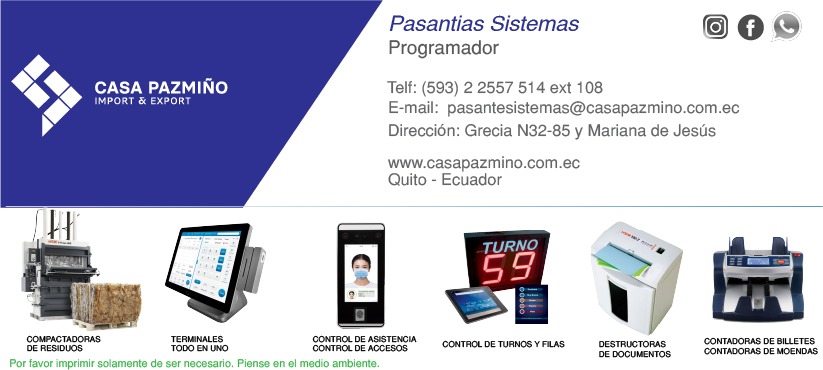 Pasantias Sistemas
Programador
CASA PAZMIÑO
IMPORT & EXPORT
Telf: (593) 2 2557 514 ext 108
E-mail: pasantesistemas@casapazmino.com.ec
Dirección: Grecia N32-85 y Mariana de Jesús
www.casapazmino.com.ec
Quito - Ecuador
TURNO
59
COMPACTADORAS
DE RESIDUOS
TERMINALES
TODO EN UNO
CONTROL DE ASISTENCIA
CONTROL DE ACCESOS
CONTROL DE TURNOS Y FILAS
DESTRUCTORAS
DE DOCUMENTOS
CONTADORAS DE BILLETES
CONTADORAS DE MOENDAS
Por favor imprimir solamente de ser necesario. Piense en el medio ambiente.